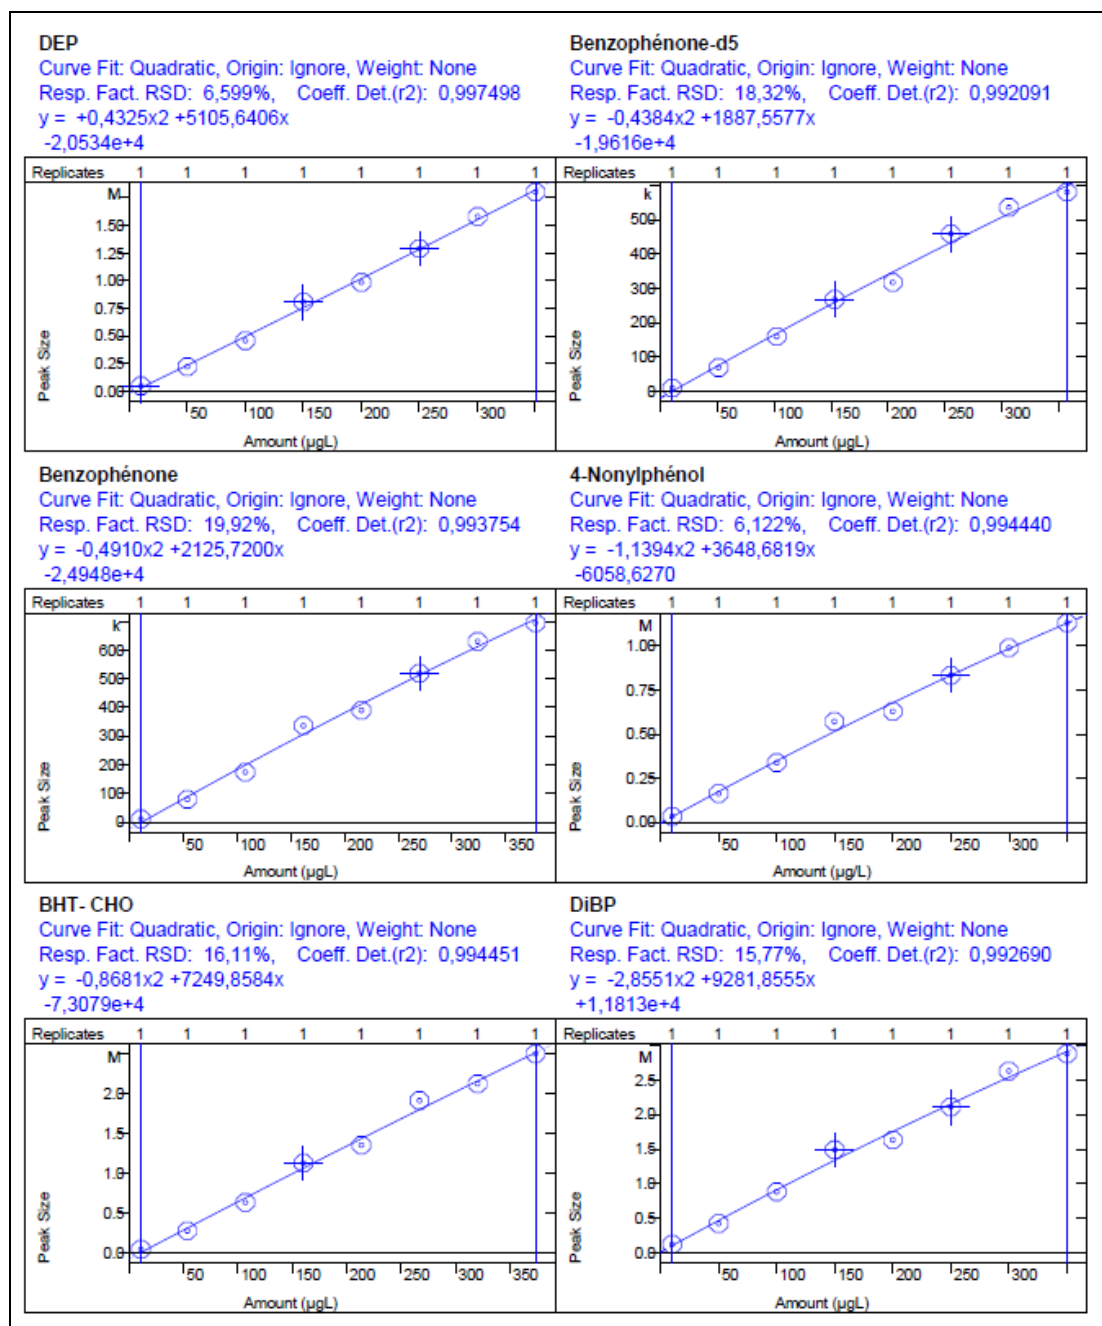 DEP
Curve Fit: Quadratic, Origin: Ignore, Weight: None
Resp. Fact. RSD: 6,599%, Coeff. Det.(r2): 0,997498
y = +0,4325x2 +5105,6406x
-2,0534e+4
Replicates 1 1 1 1 1 1 1
M
1.50
1.25
1.00
0.75
0.50
0.25
0.00
Peak Size
50 100 150 200 250 300
Amount (µgL)
Benzophénone-d5
Curve Fit: Quadratic, Origin: Ignore, Weight: None
Resp. Fact. RSD: 18,32%, Coeff. Det.(r2): 0,992091
y = -0,4384x2 +1887,5577x
-1,9616e+4
Replicates 1 1 1 1 1 1 1 1
k
500
400
300
200
100
0
Peak Size
50 100 150 200 250 300
Amount (µgL)
Benzophénone
Curve Fit: Quadratic, Origin: Ignore, Weight: None
Resp. Fact. RSD: 19,92%, Coeff. Det.(r2): 0,993754
y = -0,4910x2 +2125,7200x
-2,4948e+4
Replicates 1 1 1 1 1 1 1 1
k
600
500
400
300
200
100
0
Peak Size
50 100 150 200 250 300 350
Amount (µgL)
4-Nonylphénol
Curve Fit: Quadratic, Origin: Ignore, Weight: None
Resp. Fact. RSD: 6,122%, Coeff. Det.(r2): 0,994440
y = -1,1394x2 +3648,6819x
-6058,6270
Replicates 1 1 1 1 1 1 1 1
M
1.00
0.75
0.50
0.25
0.00
Peak Size
50 100 150 200 250 300
Amount (µg/L)
BHT- CHO
Curve Fit: Quadratic, Origin: Ignore, Weight: None
Resp. Fact. RSD: 16,11%, Coeff. Det.(r2): 0,994451
y = -0,8681x2 +7249,8584x
-7,3079e+4
Replicates 1 1 1 1 1 1 1 1
M
2.0
1.5
1.0
0.5
0.0
Peak Size
50 100 150 200 250 300 350
Amount (µgL)
DiBP
Curve Fit: Quadratic, Origin: Ignore, Weight: None
Resp. Fact. RSD: 15,77%, Coeff. Det.(r2): 0,992690
y = -2,8551x2 +9281,8555x
+1,1813e+4
Replicates 1 1 1 1 1 1 1 1
M
2.5
2.0
1.5
1.0
0.5
0.0
Peak Size
50 100 150 200 250 300
Amount (µgL)